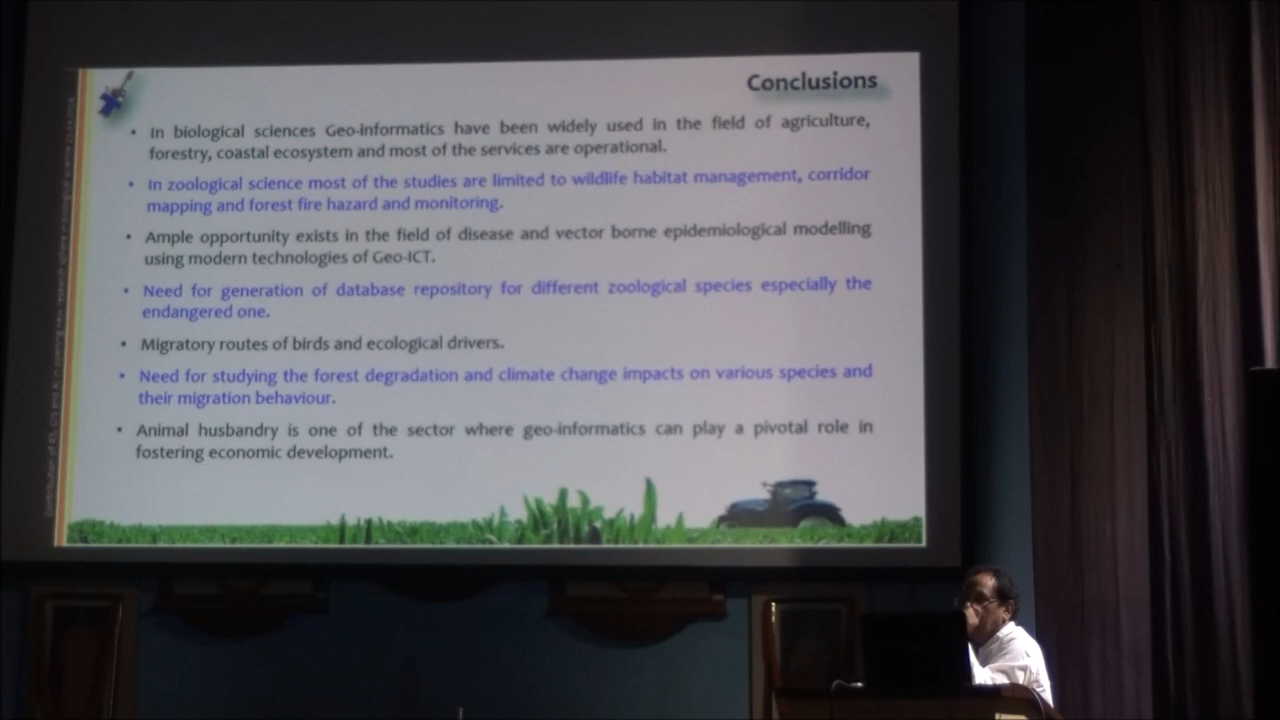 Conclusions
• In biological sciences Geo-informatics have been widely used in the field of agriculture,
forestry, coastal ecosystem and most of the services are operational.
• In zoological science most of the studies are limited to wildlife habitat management, corridor
mapping and forest fire hazard and monitoring.
• Ample opportunity exists in the field of disease and vector borne epidemiological modelling
using modern technologies of Geo-ICT.
• Need for generation of database repository for different zoological species especially the
endangered one.
• Migratory routes of birds and ecological drivers.
• Need for studying the forest degradation and climate change impacts on various species and
their migration behaviour.
• Animal husbandry is one of the sector where geo-informatics can play a pivotal role in
fostering economic development.
Contribution of RS, GIS and